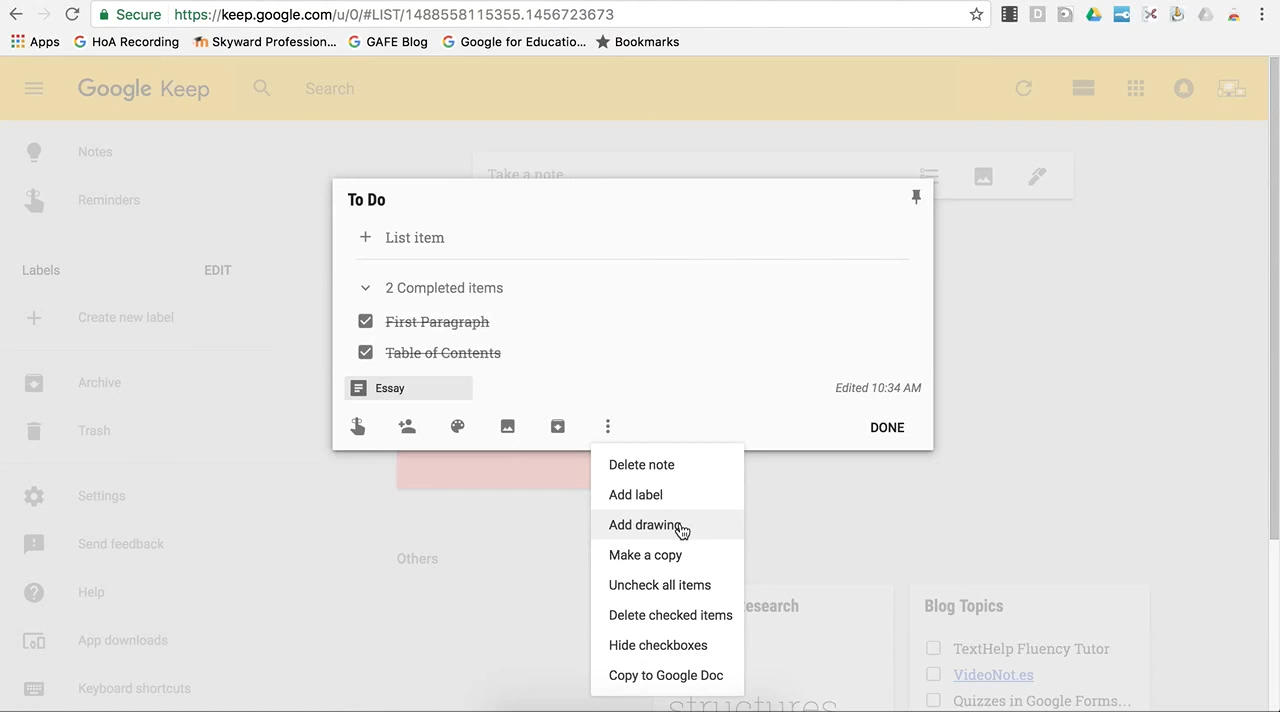 Secure https://keep.google.com/u/0/#LIST/1488558115355.1456723673
Apps HoA Recording Skyward Profession... GAFE Blog Google for Educatio... Bookmarks
Google Keep Search
Notes
Reminders
Labels EDIT
Create new label
Archive
Trash
Settings
Send feedback
Help
App downloads
Keyboard shortcuts
Take a note
To Do
List item
2 Completed items
First Paragraph
Table of Contents
Essay
Edited 10:34 AM
DONE
Delete note
Add label
Add drawing
Make a copy
Uncheck all items
Delete checked items
Hide checkboxes
Copy to Google Doc
Others
structures
Blog Topics
TextHelp Fluency Tutor
VideoNot.es
Quizzes in Google Forms...